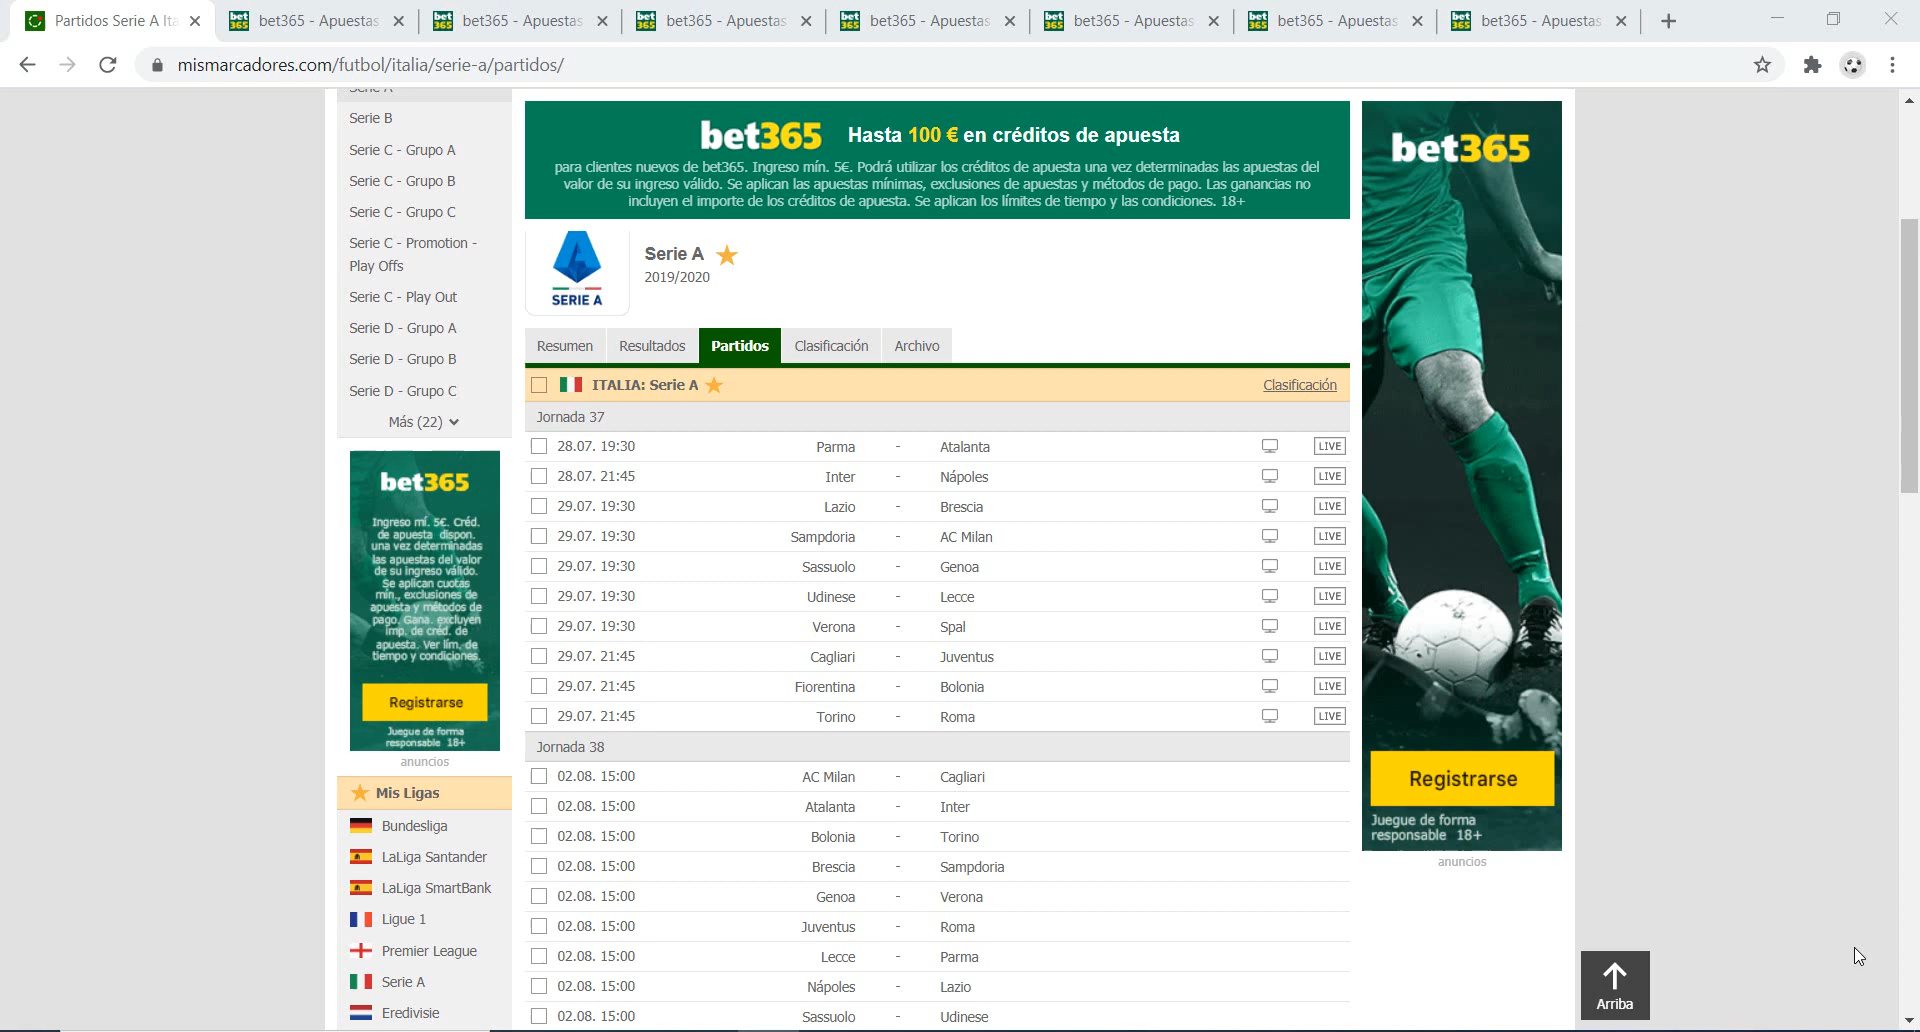 Partidos Serie A Ita
bet365 - Apuestas
bet365 - Apuestas
bet365 - Apuestas
bet365 - Apuestas
bet365 - Apuestas
bet365 - Apuestas
bet365 - Apuestas
mismarcadores.com/futbol/italia/serie-a/partidos/
Serie A
Serie B
Serie C - Grupo A
Serie C - Grupo B
Serie C - Grupo C
Serie C - Promotion -
Play Offs
Serie C - Play Out
Serie D - Grupo A
Serie D - Grupo B
Serie D - Grupo C
Más (22)
bet365
Ingreso mí. 5€. Créd.
de apuesta dispon.
una vez determinadas
las apuestas del valor
de su ingreso válido.
Se aplican cuotas
mín., exclusiones de
apuesta y métodos de
pago. Gana. excluyen
imp. de créd. de
apuesta. Ver lím. de
tiempo y condiciones.
Registrarse
Juegue de forma
responsable 18+
anuncios
Mis Ligas
Bundesliga
LaLiga Santander
LaLiga SmartBank
Ligue 1
Premier League
Serie A
Eredivisie
bet365 Hasta 100 € en créditos de apuesta
para clientes nuevos de bet365. Ingreso mín. 5€. Podrá utilizar los créditos de apuesta una vez determinadas las apuestas del
valor de su ingreso válido. Se aplican las apuestas mínimas, exclusiones de apuestas y métodos de pago. Las ganancias no
incluyen el importe de los créditos de apuesta. Se aplican los límites de tiempo y las condiciones. 18+
SERIE A
Serie A
2019/2020
Resumen Resultados Partidos Clasificación Archivo
ITALIA: Serie A Clasificación
Jornada 37
28.07. 19:30 Parma - Atalanta LIVE
28.07. 21:45 Inter - Nápoles LIVE
29.07. 19:30 Lazio - Brescia LIVE
29.07. 19:30 Sampdoria - AC Milan LIVE
29.07. 19:30 Sassuolo - Genoa LIVE
29.07. 19:30 Udinese - Lecce LIVE
29.07. 19:30 Verona - Spal LIVE
29.07. 21:45 Cagliari - Juventus LIVE
29.07. 21:45 Fiorentina - Bolonia LIVE
29.07. 21:45 Torino - Roma LIVE
Jornada 38
02.08. 15:00 AC Milan - Cagliari
02.08. 15:00 Atalanta - Inter
02.08. 15:00 Bolonia - Torino
02.08. 15:00 Brescia - Sampdoria
02.08. 15:00 Genoa - Verona
02.08. 15:00 Juventus - Roma
02.08. 15:00 Lecce - Parma
02.08. 15:00 Nápoles - Lazio
02.08. 15:00 Sassuolo - Udinese
bet365
Registrarse
Juegue de forma
responsable 18+
anuncios
Arriba